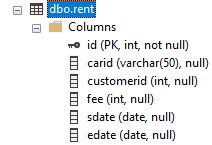 dbo.rent
Columns
id (PK, int, not null)
carid (varchar(50), null)
customerid (int, null)
fee (int, null)
sdate (date, null)
edate (date, null)